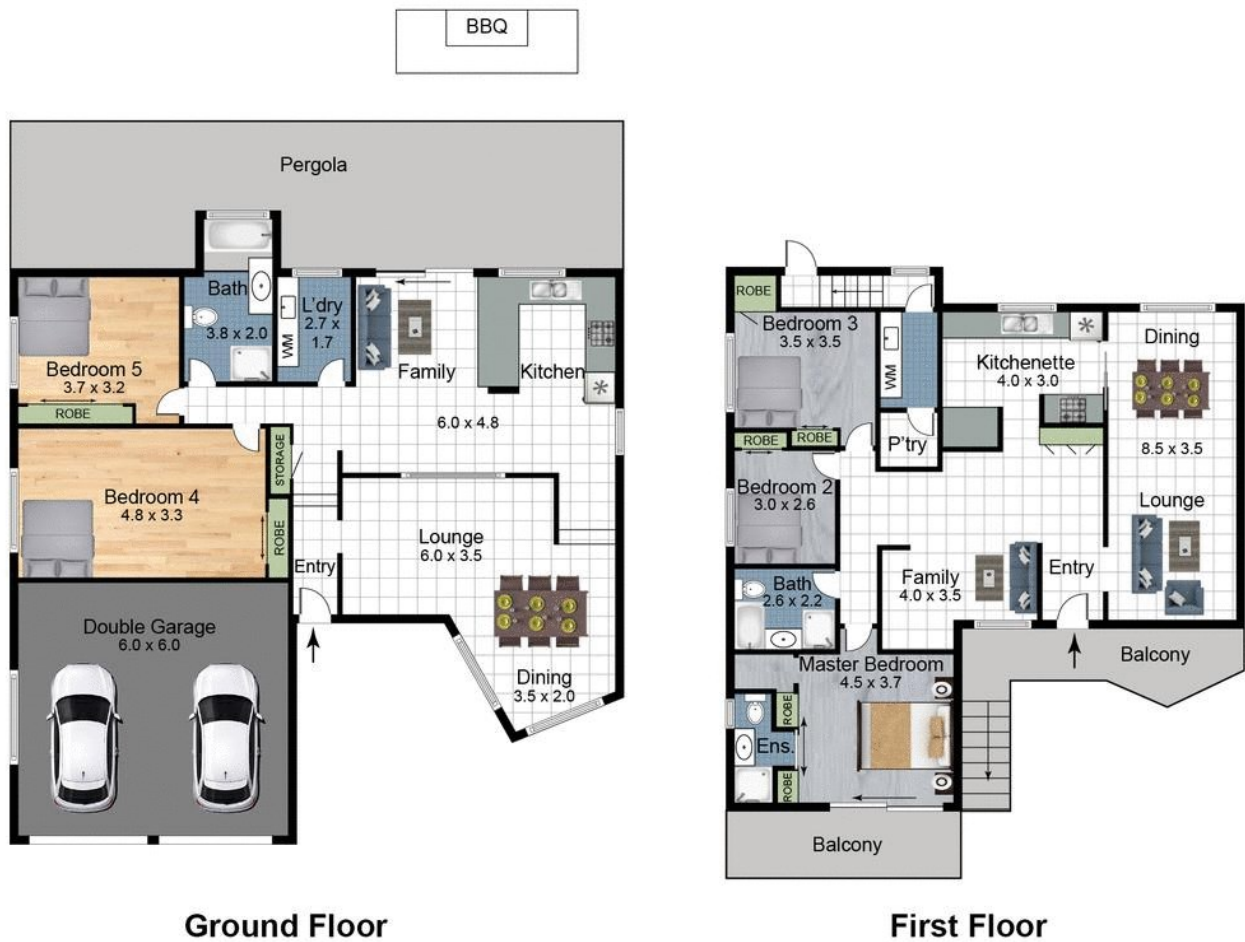 BBQ
Pergola
Bath
3.8 x 2.0
L'dry
2.7 x
1.7
WM
Family
Kitchen
6.0 x 4.8
Bedroom 5
3.7 x 3.2
ROBE
STORAGE
Bedroom 4
4.8 x 3.3
ROBE
Entry
Lounge
6.0 x 3.5
Dining
3.5 x 2.0
Double Garage
6.0 x 6.0
Ground Floor
ROBE
Bedroom 3
3.5 x 3.5
WM
Kitchenette
4.0 x 3.0
Dining
8.5 x 3.5
Lounge
ROBE
ROBE
P'try
Bedroom 2
3.0 x 2.6
Bath
2.6 x 2.2
Family
4.0 x 3.5
Entry
Balcony
Master Bedroom
4.5 x 3.7
ROBE
Ens.
ROBE
Balcony
First Floor